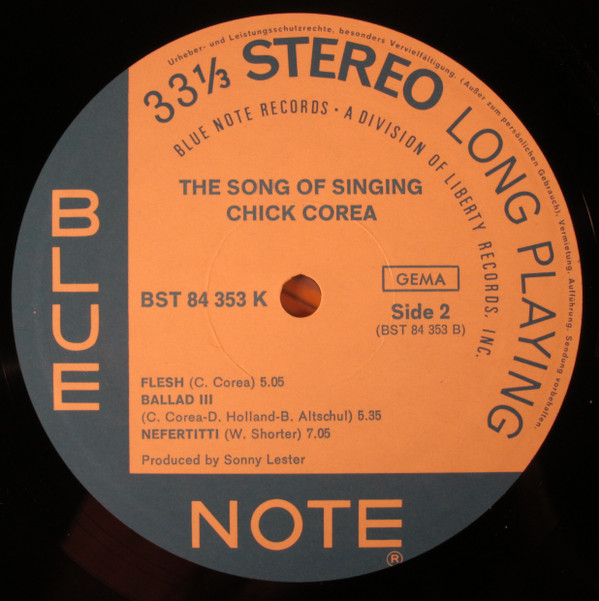 Urheber- und Leistungsschutzrechte, besonders Vervielfältigung, (Außer zum persönlichen Gebrauch), Vermietung, Aufführung, Sendung vorbehalten.
33⅓ STEREO LONG PLAYING
BLUE NOTE RECORDS • A DIVISION OF LIBERTY RECORDS, INC.
THE SONG OF SINGING
CHICK COREA
BLUE
BST 84 353 K
GEMA
Side 2
(BST 84 353 B)
FLESH (C. Corea) 5.05
BALLAD III
(C. Corea-D. Holland-B. Altschul) 5.35
NEFERTITTI (W. Shorter) 7.05
Produced by Sonny Lester
NOTE
®